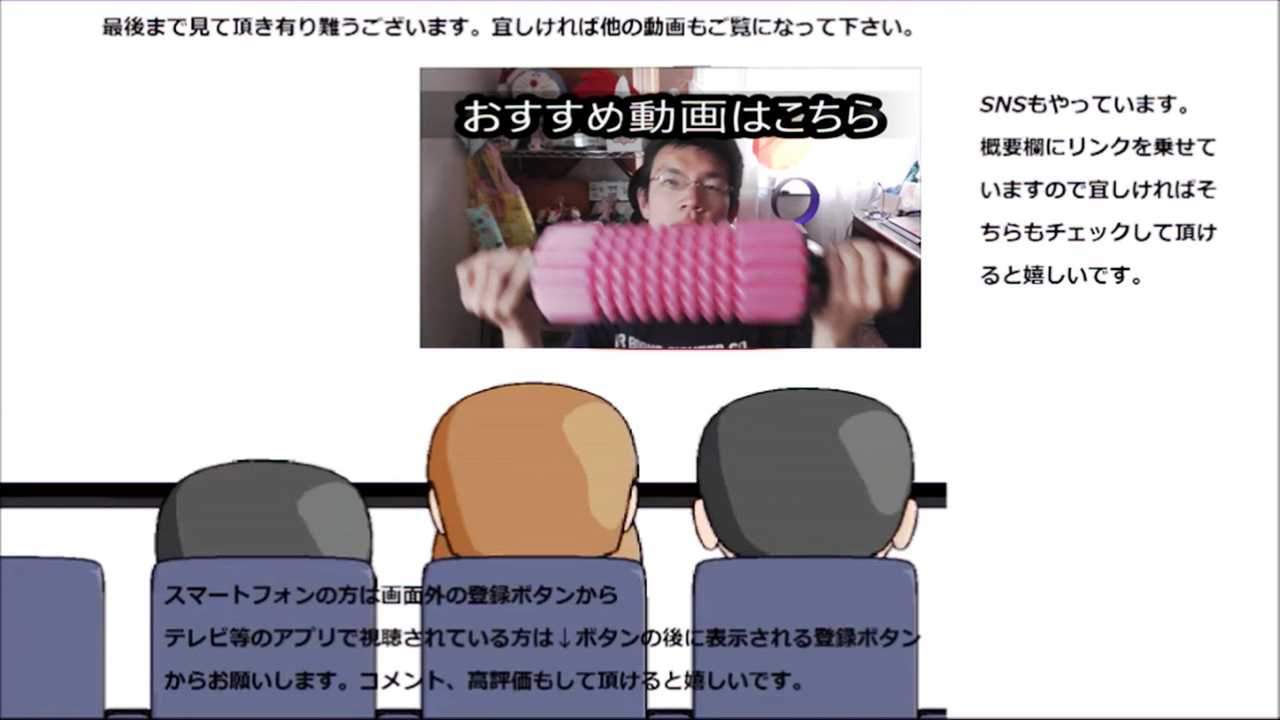 最後まで見て頂き有り難うございます。宜しければ他の動画もご覧になって下さい。
おすすめ動画はこちら
SNSもやっています。
概要欄にリンクを乗せて
いますので宜しければそ
ちらもチェックして頂け
ると嬉しいです。
スマートフォンの方は画面外の登録ボタンから
テレビ等のアプリで視聴されている方は↓ボタンの後に表示される登録ボタン
からお願いします。コメント、高評価もして頂けると嬉しいです。